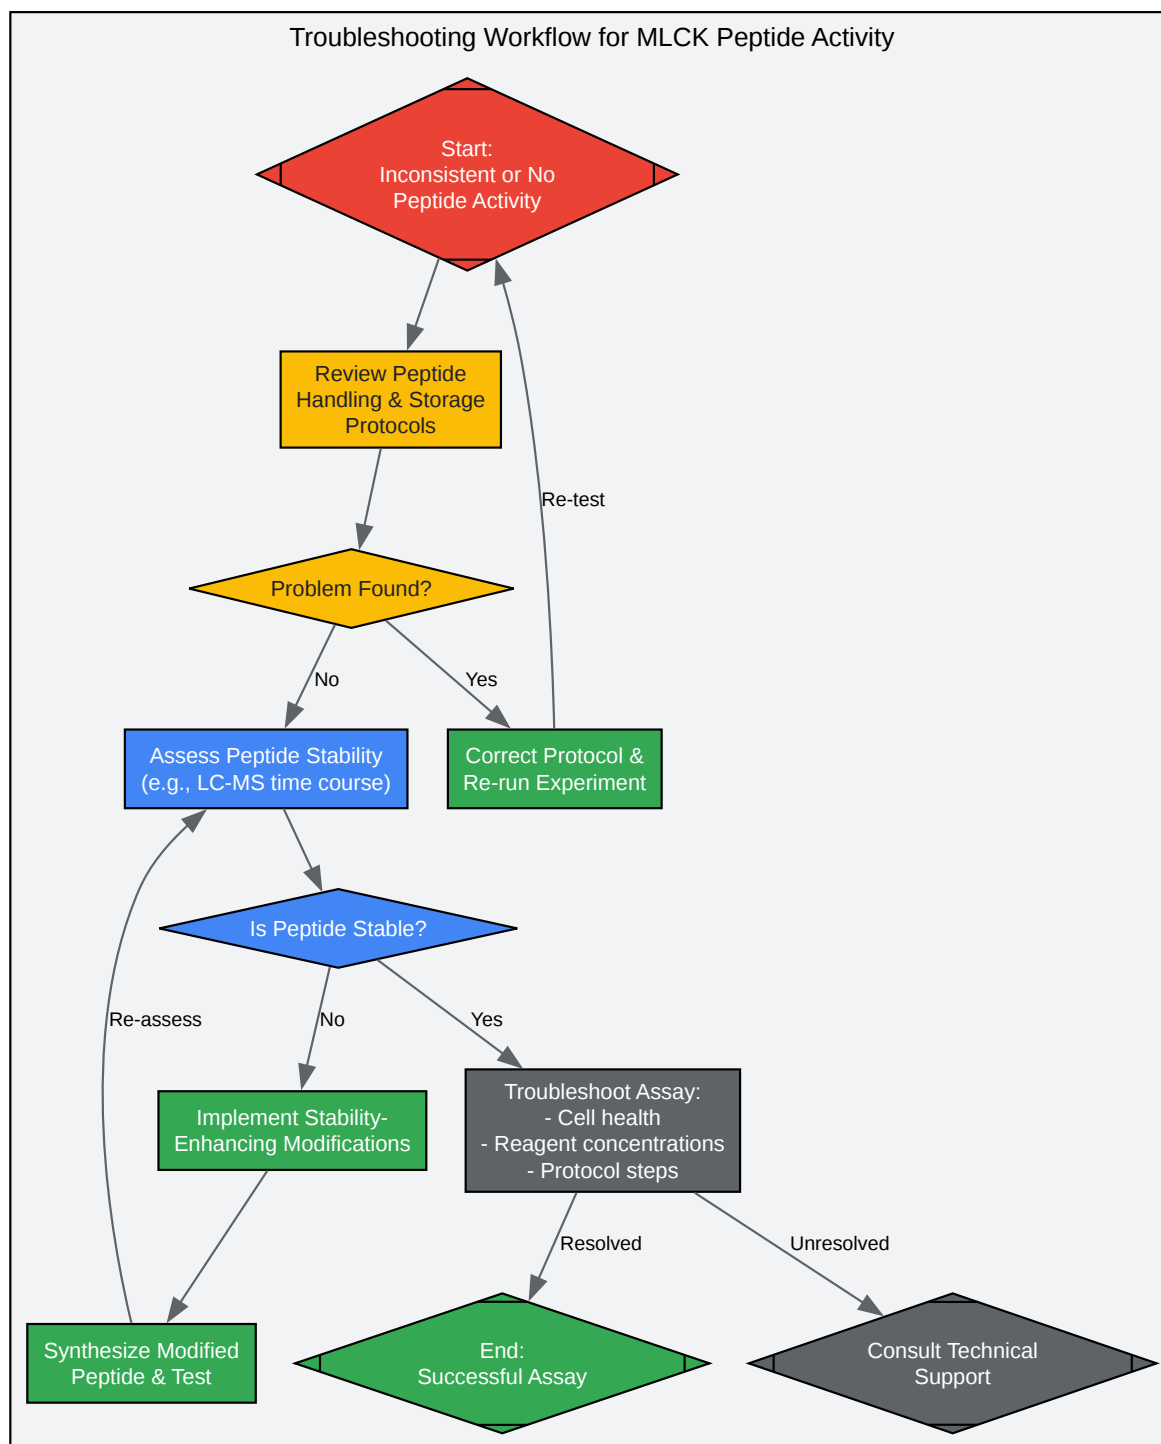 Troubleshooting Workflow for MLCK Peptide Activity
Start:
Inconsistent or No
Peptide Activity
Review Peptide
Handling & Storage
Protocols
Re-test
Problem Found?
No
Yes
Assess Peptide Stability
(e.g., LC-MS time course)
Correct Protocol &
Re-run Experiment
Is Peptide Stable?
Re-assess
No
Yes
Implement Stability-
Enhancing Modifications
Troubleshoot Assay:
- Cell health
- Reagent concentrations
- Protocol steps
Resolved
Unresolved
Synthesize Modified
Peptide & Test
End:
Successful Assay
Consult Technical
Support